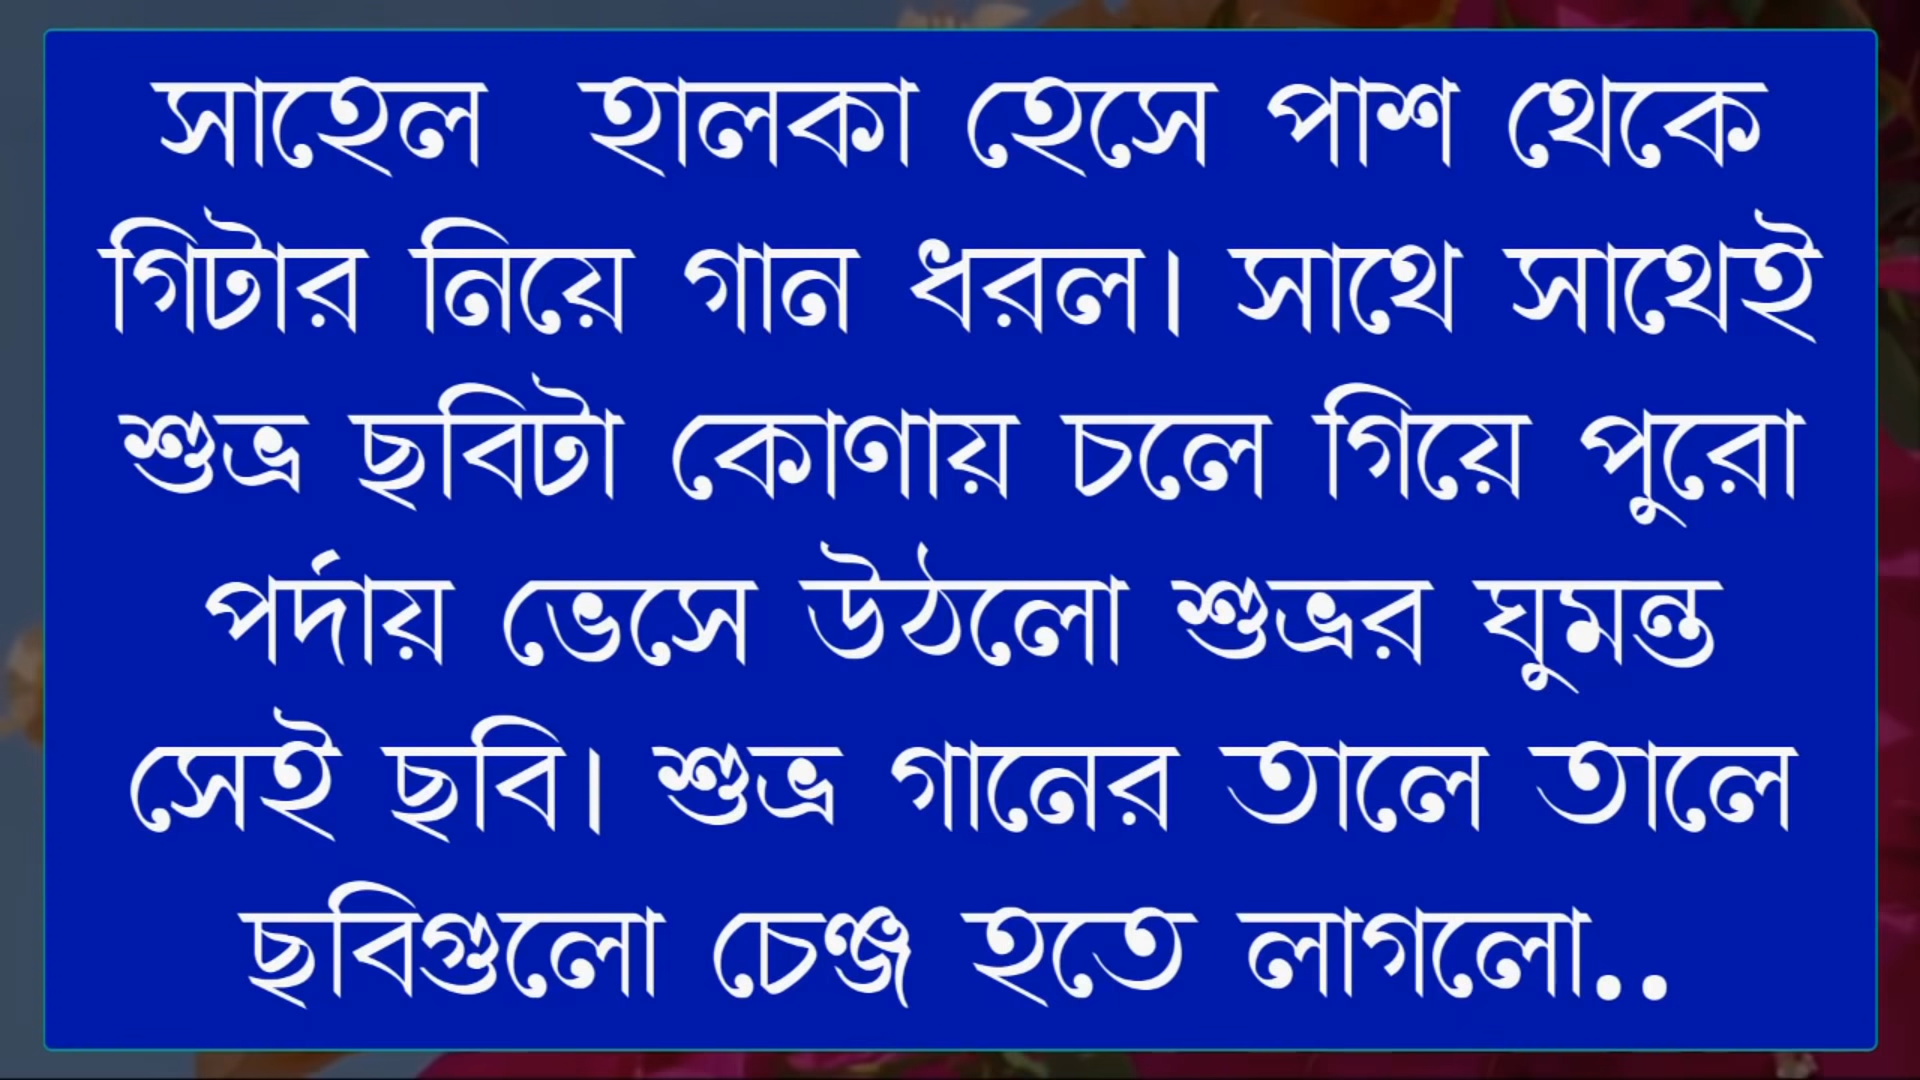 সাহেল হালকা হেসে পাশ থেকে
গিটার নিয়ে গান ধরল। সাথে সাথেই
শুভ্র ছবিটা কোণায় চলে গিয়ে পুরো
পর্দায় ভেসে উঠলো শুভ্রর ঘুমন্ত
সেই ছবি। শুভ্র গানের তালে তালে
ছবিগুলো চেঞ্জ হতে লাগলো..